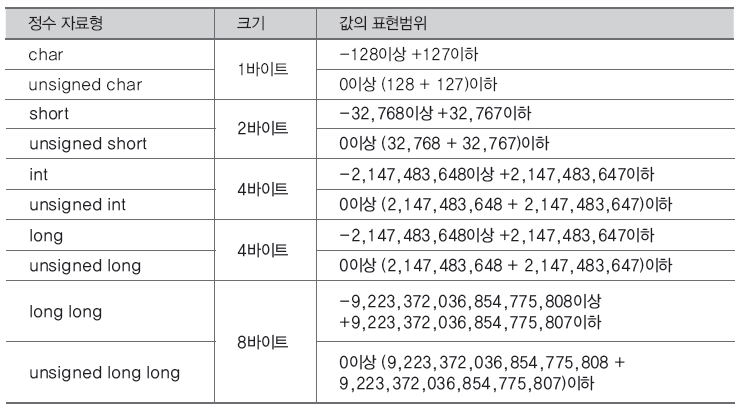 정수 자료형 크기 값의 표현범위
char 1바이트 -128이상 +127이하
unsigned char 0이상 (128 + 127)이하
short 2바이트 -32,768이상 +32,767이하
unsigned short 0이상 (32,768 + 32,767)이하
int 4바이트 -2,147,483,648이상 +2,147,483,647이하
unsigned int 0이상 (2,147,483,648 + 2,147,483,647)이하
long 4바이트 -2,147,483,648이상 +2,147,483,647이하
unsigned long 0이상 (2,147,483,648 + 2,147,483,647)이하
long long 8바이트 -9,223,372,036,854,775,808이상
+9,223,372,036,854,775,807이하
unsigned long long 0이상 (9,223,372,036,854,775,808 +
9,223,372,036,854,775,807)이하